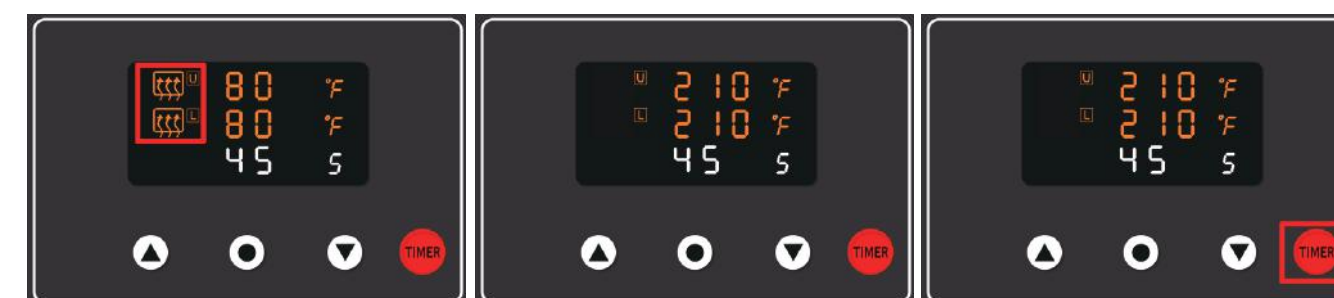 U 80 °F
L 80 °F
45 S
TIMER
U 210 °F
L 210 °F
45 S
TIMER
U 210 °F
L 210 °F
45 S
TIMER